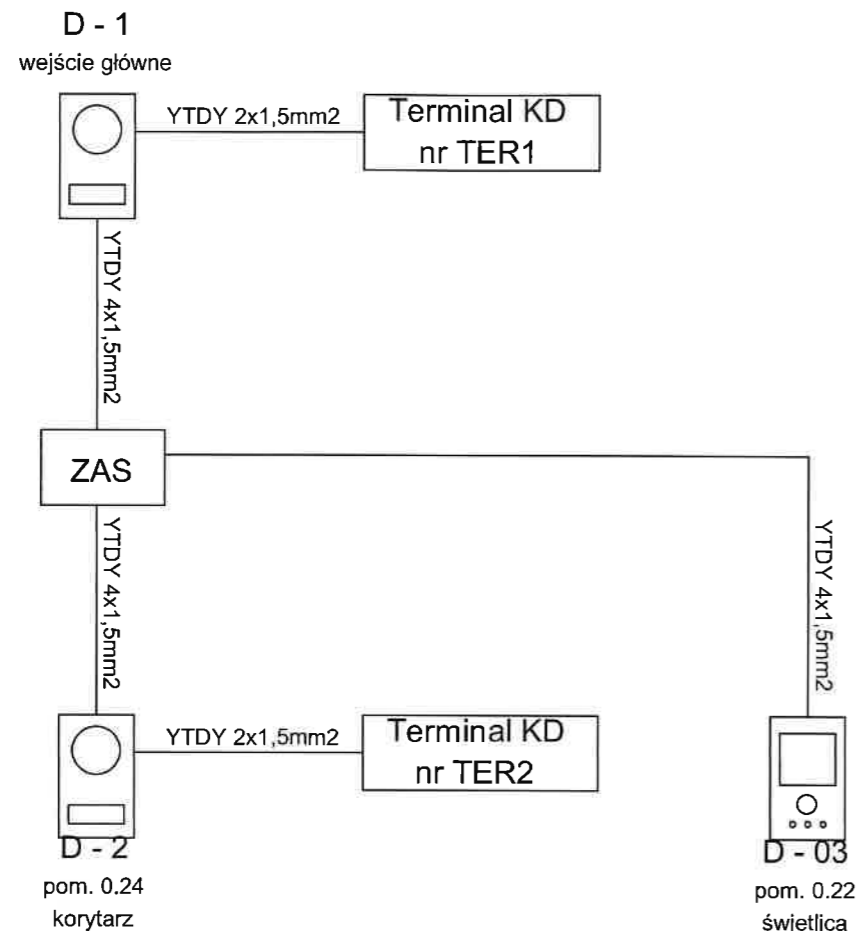 D - 1
wejście główne
YTDY 2x1,5mm2
Terminal KD
nr TER1
YTDY 4x1,5mm2
ZAS
YTDY 4x1,5mm2
YTDY 4x1,5mm2
YTDY 2x1,5mm2
Terminal KD
nr TER2
D - 2
pom. 0.24
korytarz
D - 03
pom. 0.22
świetlica